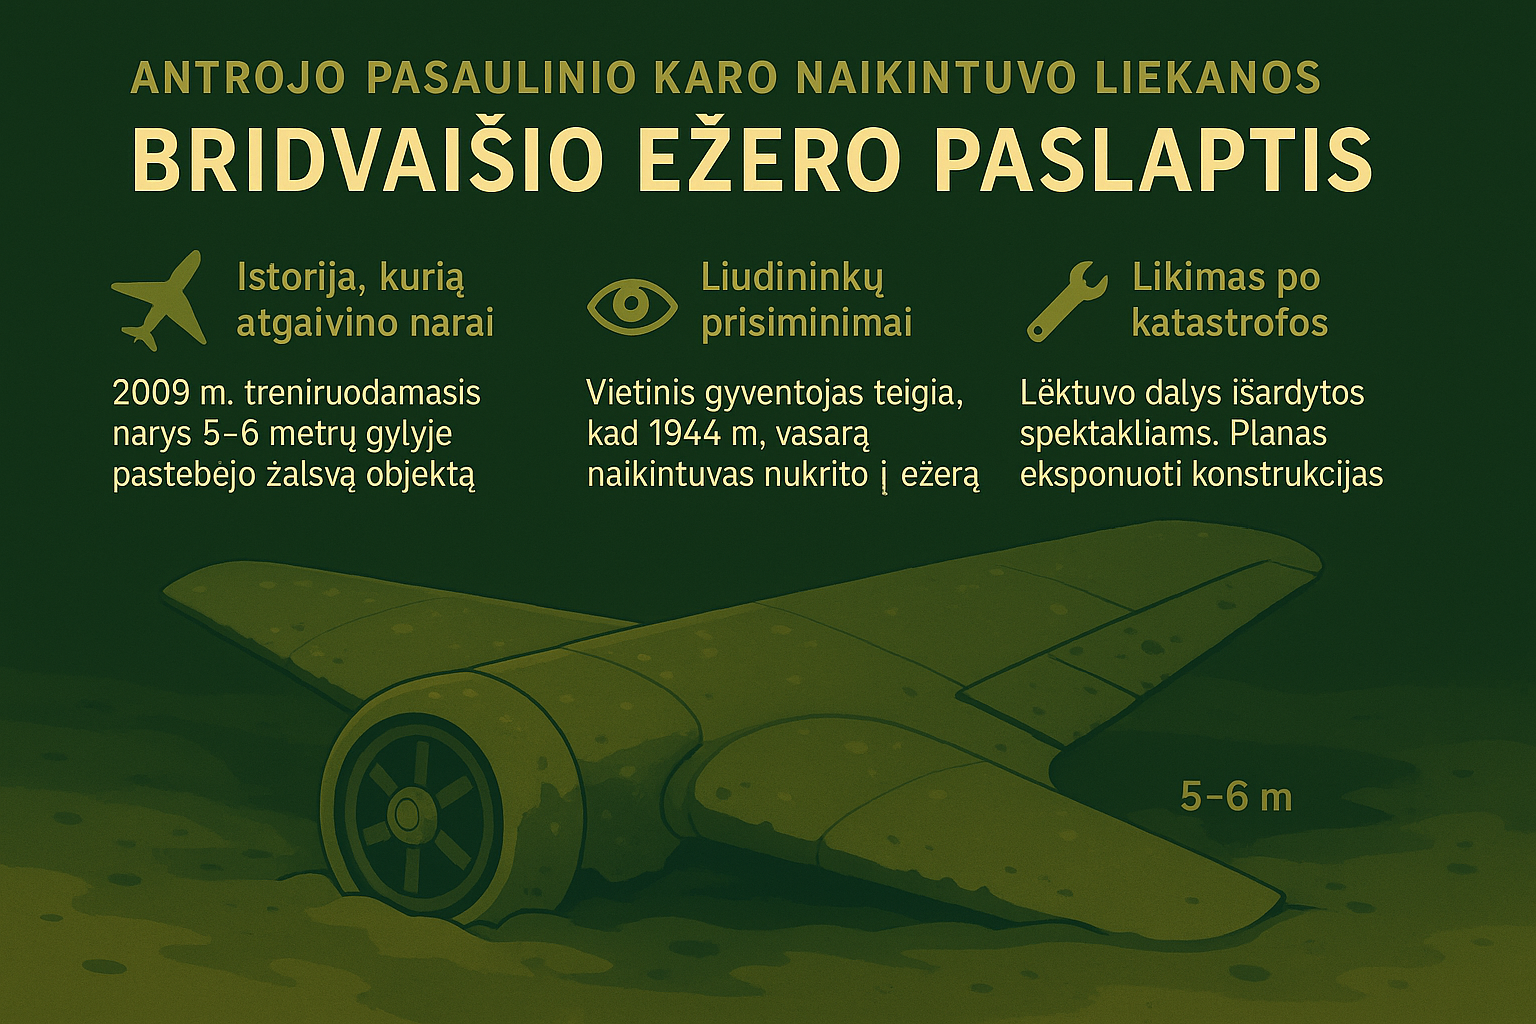 ANTROJO PASAULINIO KARO NAIKINTUVO LIEKANOS
BRIDVAIŠIO EŽERO PASLAPTIS
Istorija, kurią
atgaivino narai
2009 m. treniruodamasis
narys 5–6 metrų gylyje
pastebėjo żalsvą objektą
Liudininkų
prisiminimai
Vietinis gyventojas teigia,
kad 1944 m, vasarą
naikintuvas nukrito į ežerą
Likimas po
katastrofos
Lëktuvo dalys išardytos
spektakliams. Planas
eksponuoti konstrukcijas
5–6 m